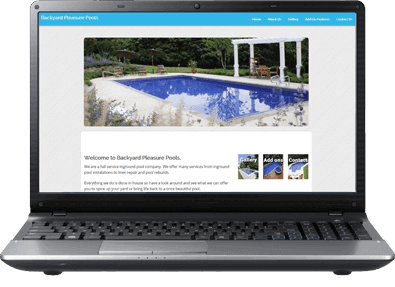 Backyard Pleasure Pools
Home About Us Gallery Add On Features Contact Us
Welcome to Backyard Pleasure Pools.
Gallery Add ons Contact
We are a full service inground pool company. We offer many services from inground
pool installations to liner repair and pool rebuilds.
Everything we do is done in house so have a look around and see what we can offer
you to spice up your yard or bring life back to a once beautiful pool.